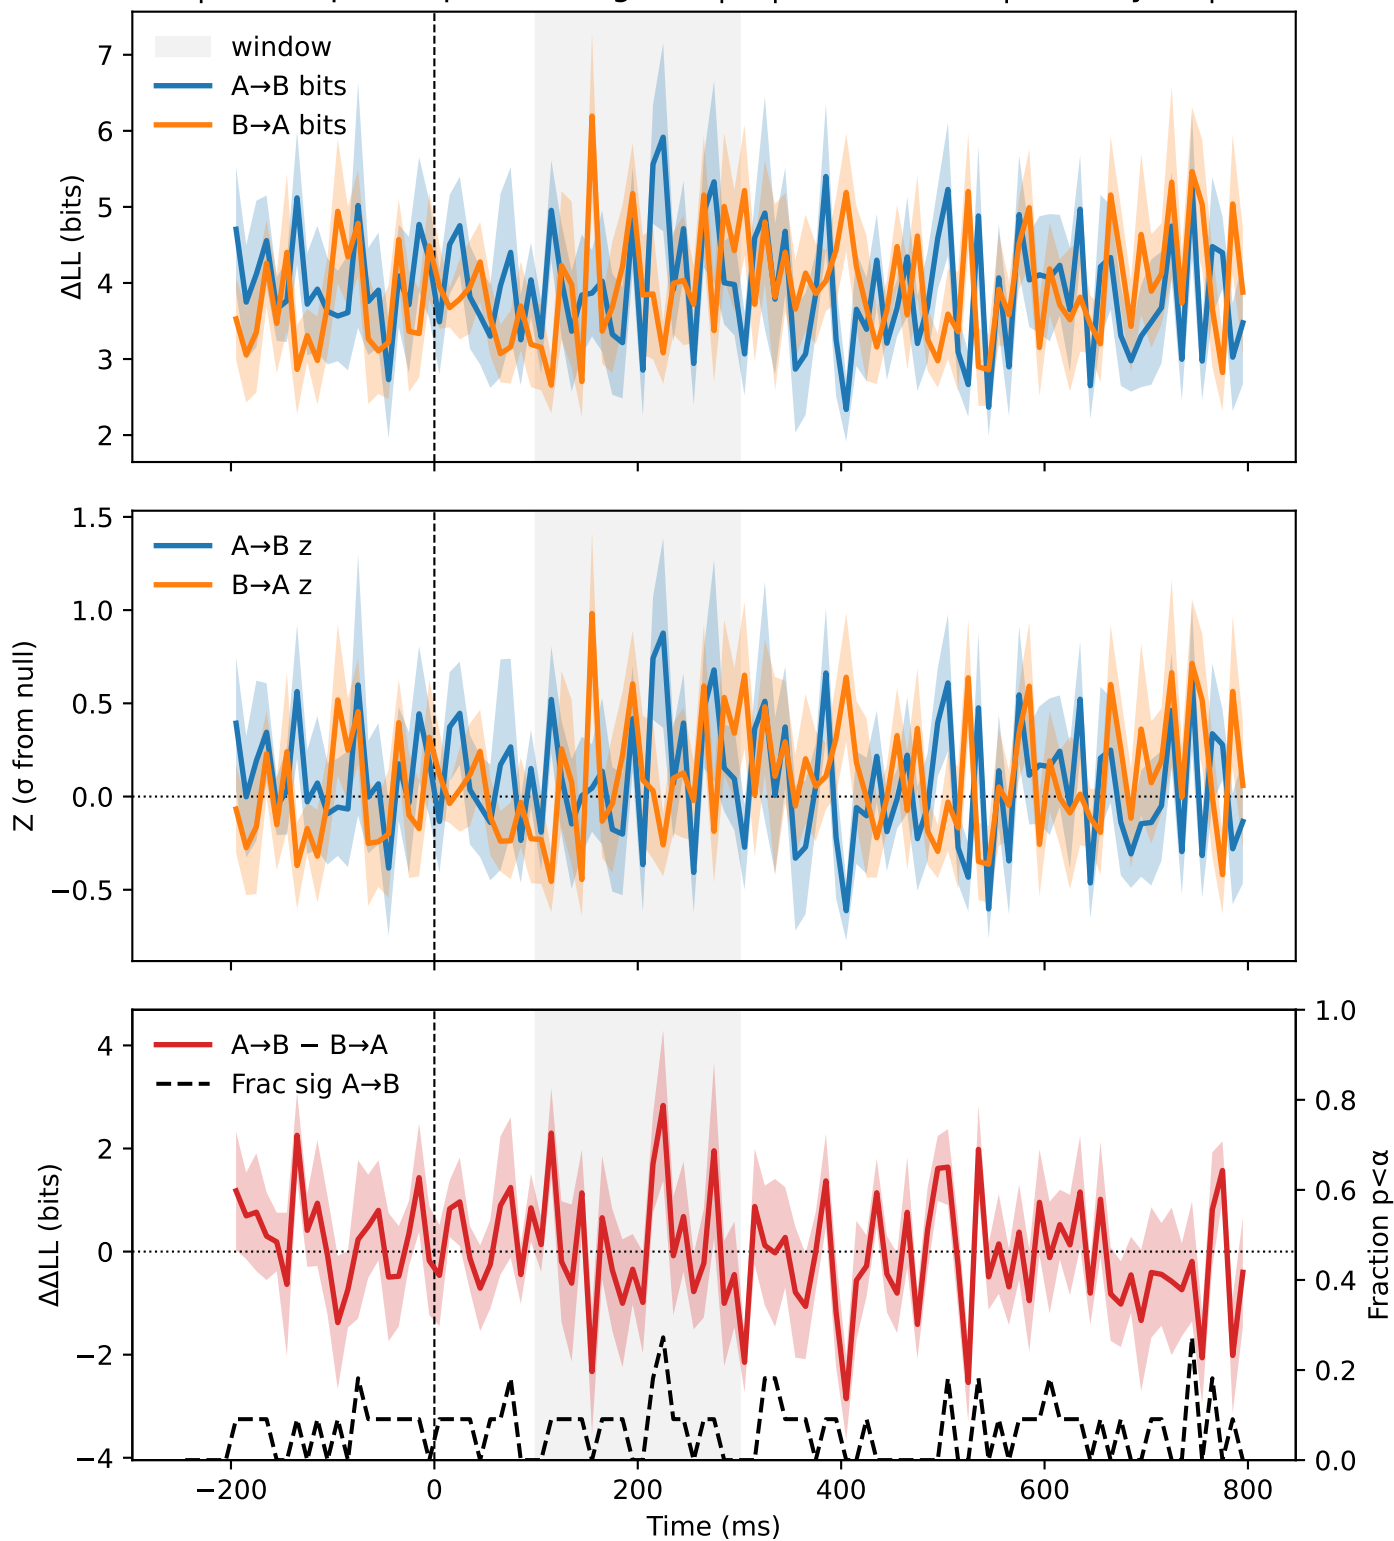 7
6
5
4
3
2
ΔLL (bits)
window
A→B bits
B→A bits
1.5
1.0
0.5
0.0
−0.5
Z (σ from null)
A→B z
B→A z
4
2
0
−2
−4
ΔΔLL (bits)
A→B − B→A
Frac sig A→B
1.0
0.8
0.6
0.4
0.2
0.0
Fraction p<α
−200 0 200 400 600 800
Time (ms)